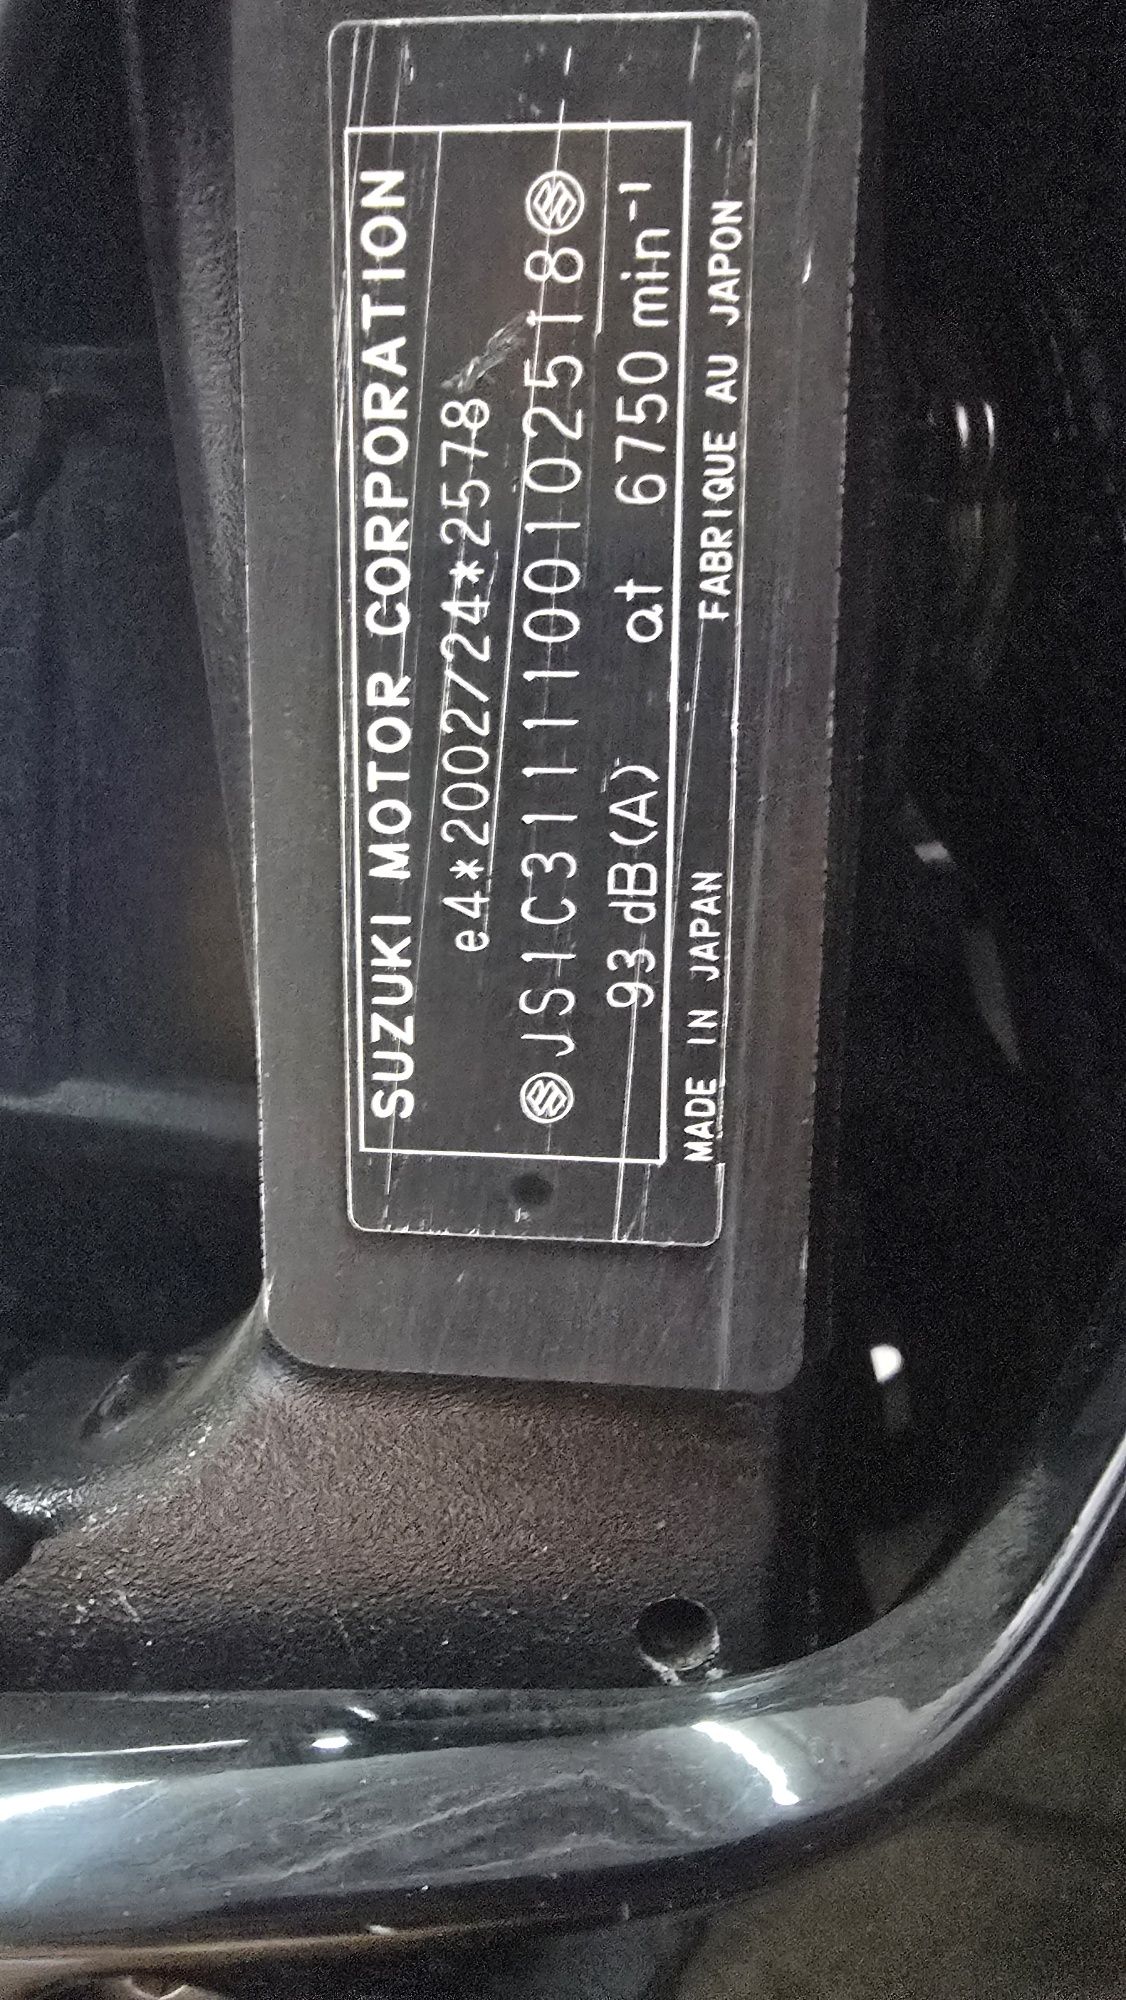 SUZUKI MOTOR CORPORATION
e4*2002/24*2578
JS1C3111100102518
93 dB(A) at 6750 min⁻¹
MADE IN JAPAN FABRIQUE AU JAPON